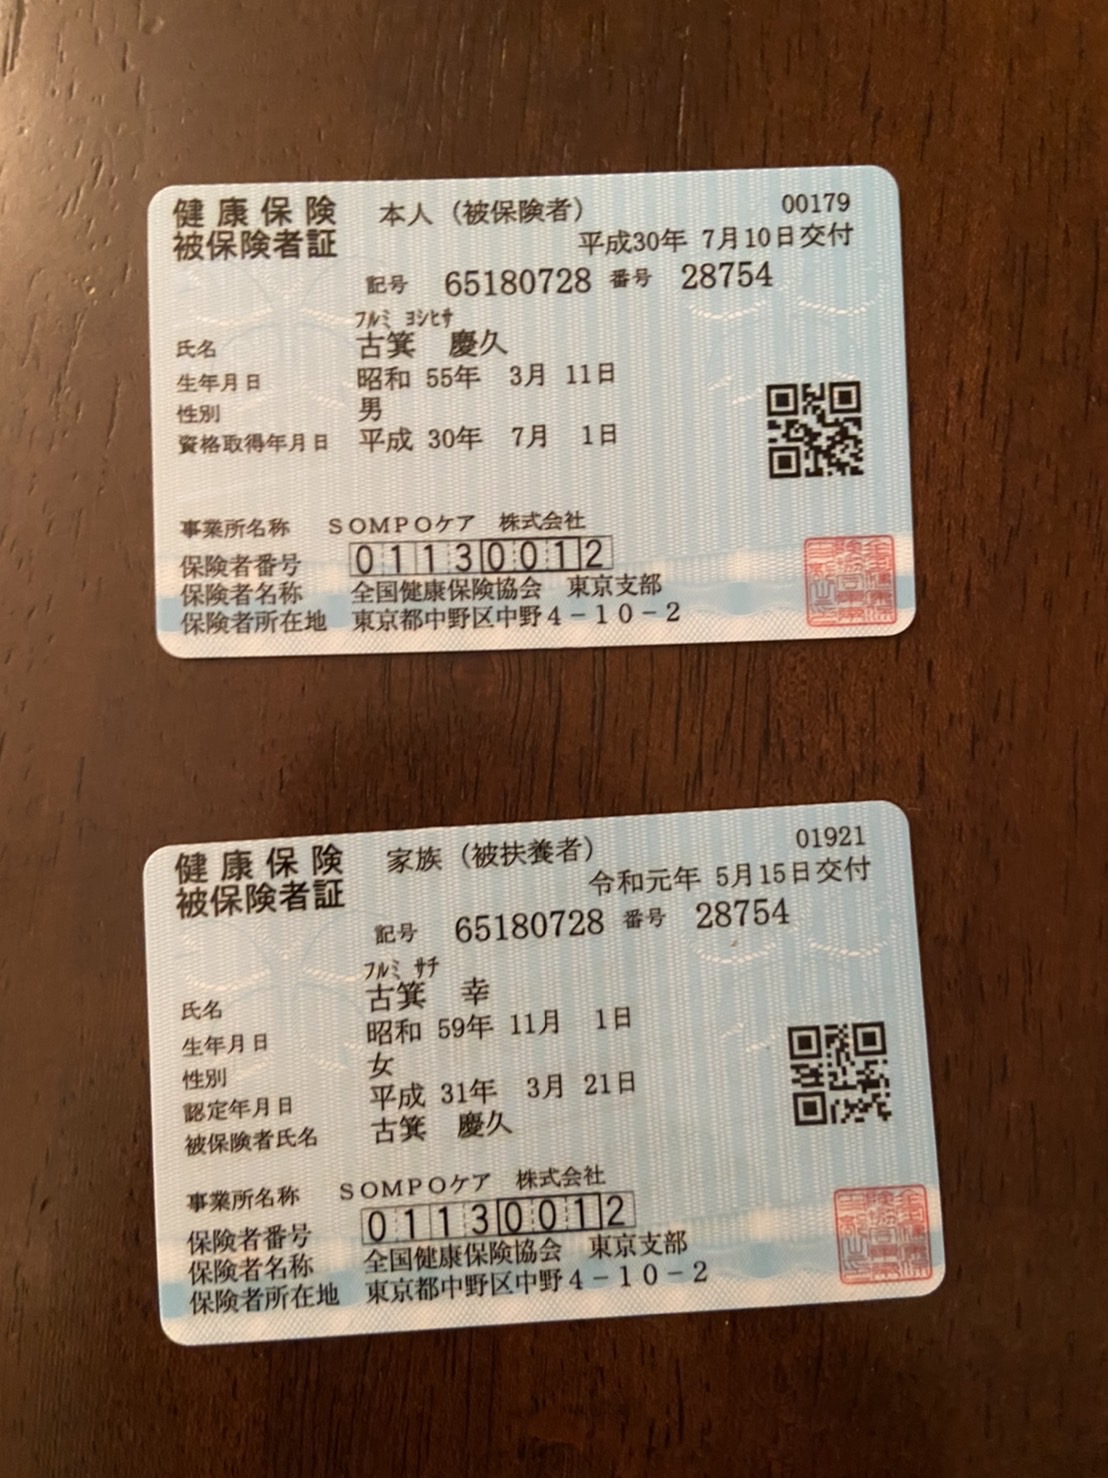 健康保険 本人(被保険者) 00179
被保険者証 平成30年 7月10日交付
記号 65180728 番号 28754
フルミ ヨシヒサ
氏名 古箕 慶久
生年月日 昭和 55年 3月 11日
性別 男
資格取得年月日 平成 30年 7月 1日
事業所名称 SOMPOケア 株式会社
保険者番号 01130012
保険者名称 全国健康保険協会 東京支部
保険者所在地 東京都中野区中野4-10-2
健康保険 家族(被扶養者) 01921
被保険者証 令和元年 5月15日交付
記号 65180728 番号 28754
フルミ サチ
氏名 古箕 幸
生年月日 昭和 59年 11月 1日
性別 女
認定年月日 平成 31年 3月 21日
被保険者氏名 古箕 慶久
事業所名称 SOMPOケア 株式会社
保険者番号 01130012
保険者名称 全国健康保険協会 東京支部
保険者所在地 東京都中野区中野4-10-2